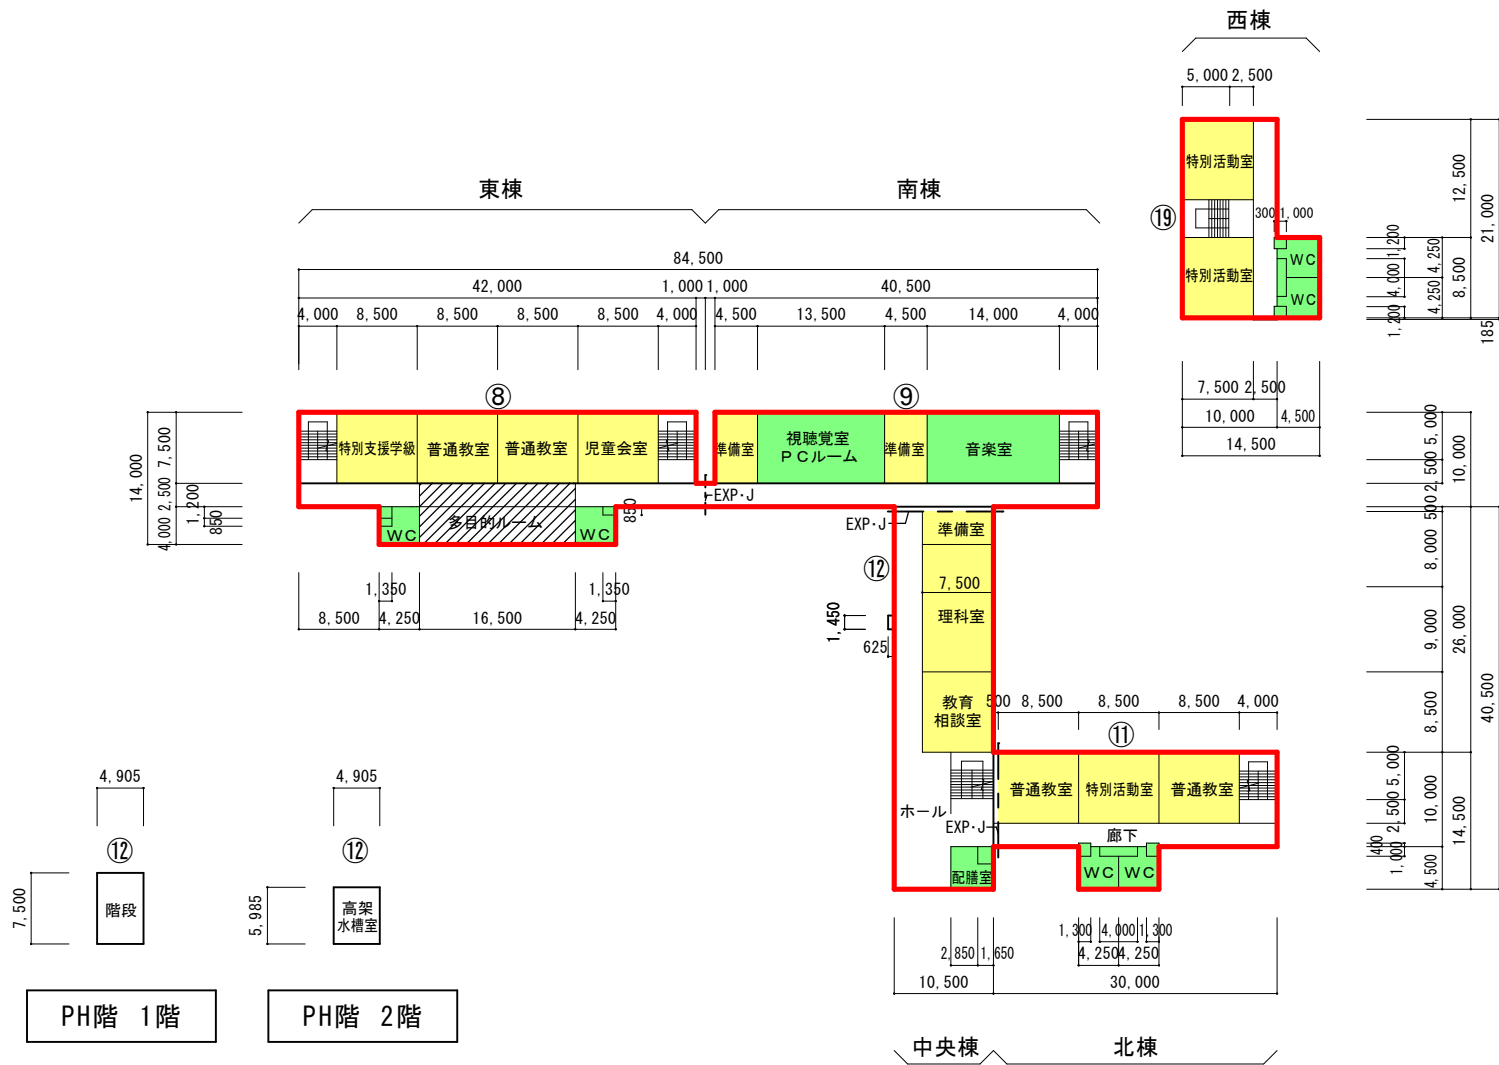 西棟
5,000 2,500
特別活動室
⑲
300 1,000
特別活動室
WC
WC
12,500
21,000
1,200
4,250
4,000
8,500
4,250
1,200
185
7,500 2,500
10,000 4,500
14,500
東棟
南棟
84,500
42,000
1,000 1,000
40,500
4,000 8,500 8,500 8,500 8,500 4,000 4,500 13,500 4,500 14,000 4,000
⑧
⑨
14,000
7,500
2,500
1,200
850
4,000
特別支援学級
普通教室
普通教室
児童会室
準備室
視聴覚室
PCルーム
準備室
音楽室
EXP・J
WC
多目的ルーム
WC
850
1,350
1,350
8,500 4,250 16,500 4,250
5,000
2,500
10,000
500
8,000
9,000
26,000
8,500
40,500
5,000
2,500
10,000
14,500
400
1,000
4,500
EXP・J
準備室
⑫
7,500
理科室
1,450
625
教育
相談室
500 8,500 8,500 8,500 4,000
⑪
普通教室
特別活動室
普通教室
ホール
EXP・J
廊下
配膳室
WC
WC
1,300 4,000 1,300
2,850 1,650
4,250 4,250
10,500
30,000
中央棟
北棟
4,905
⑫
7,500
階段
PH階 1階
4,905
⑫
5,985
高架
水槽室
PH階 2階